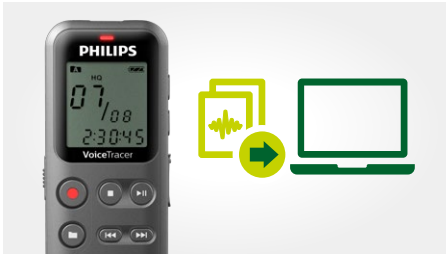 PHILIPS
A
HQ
07/08
2:30:45
VoiceTracer